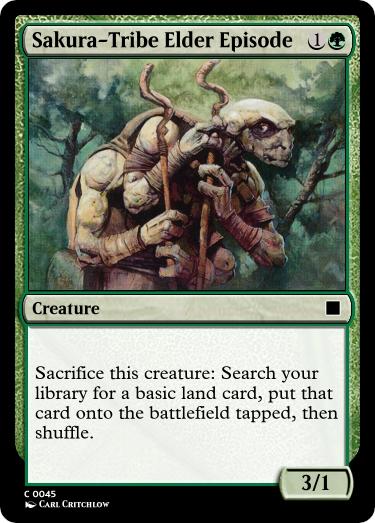 Sakura-Tribe Elder Episode 1
Creature
Sacrifice this creature: Search your
library for a basic land card, put that
card onto the battlefield tapped, then
shuffle.
3/1
C 0045
Carl Critchlow